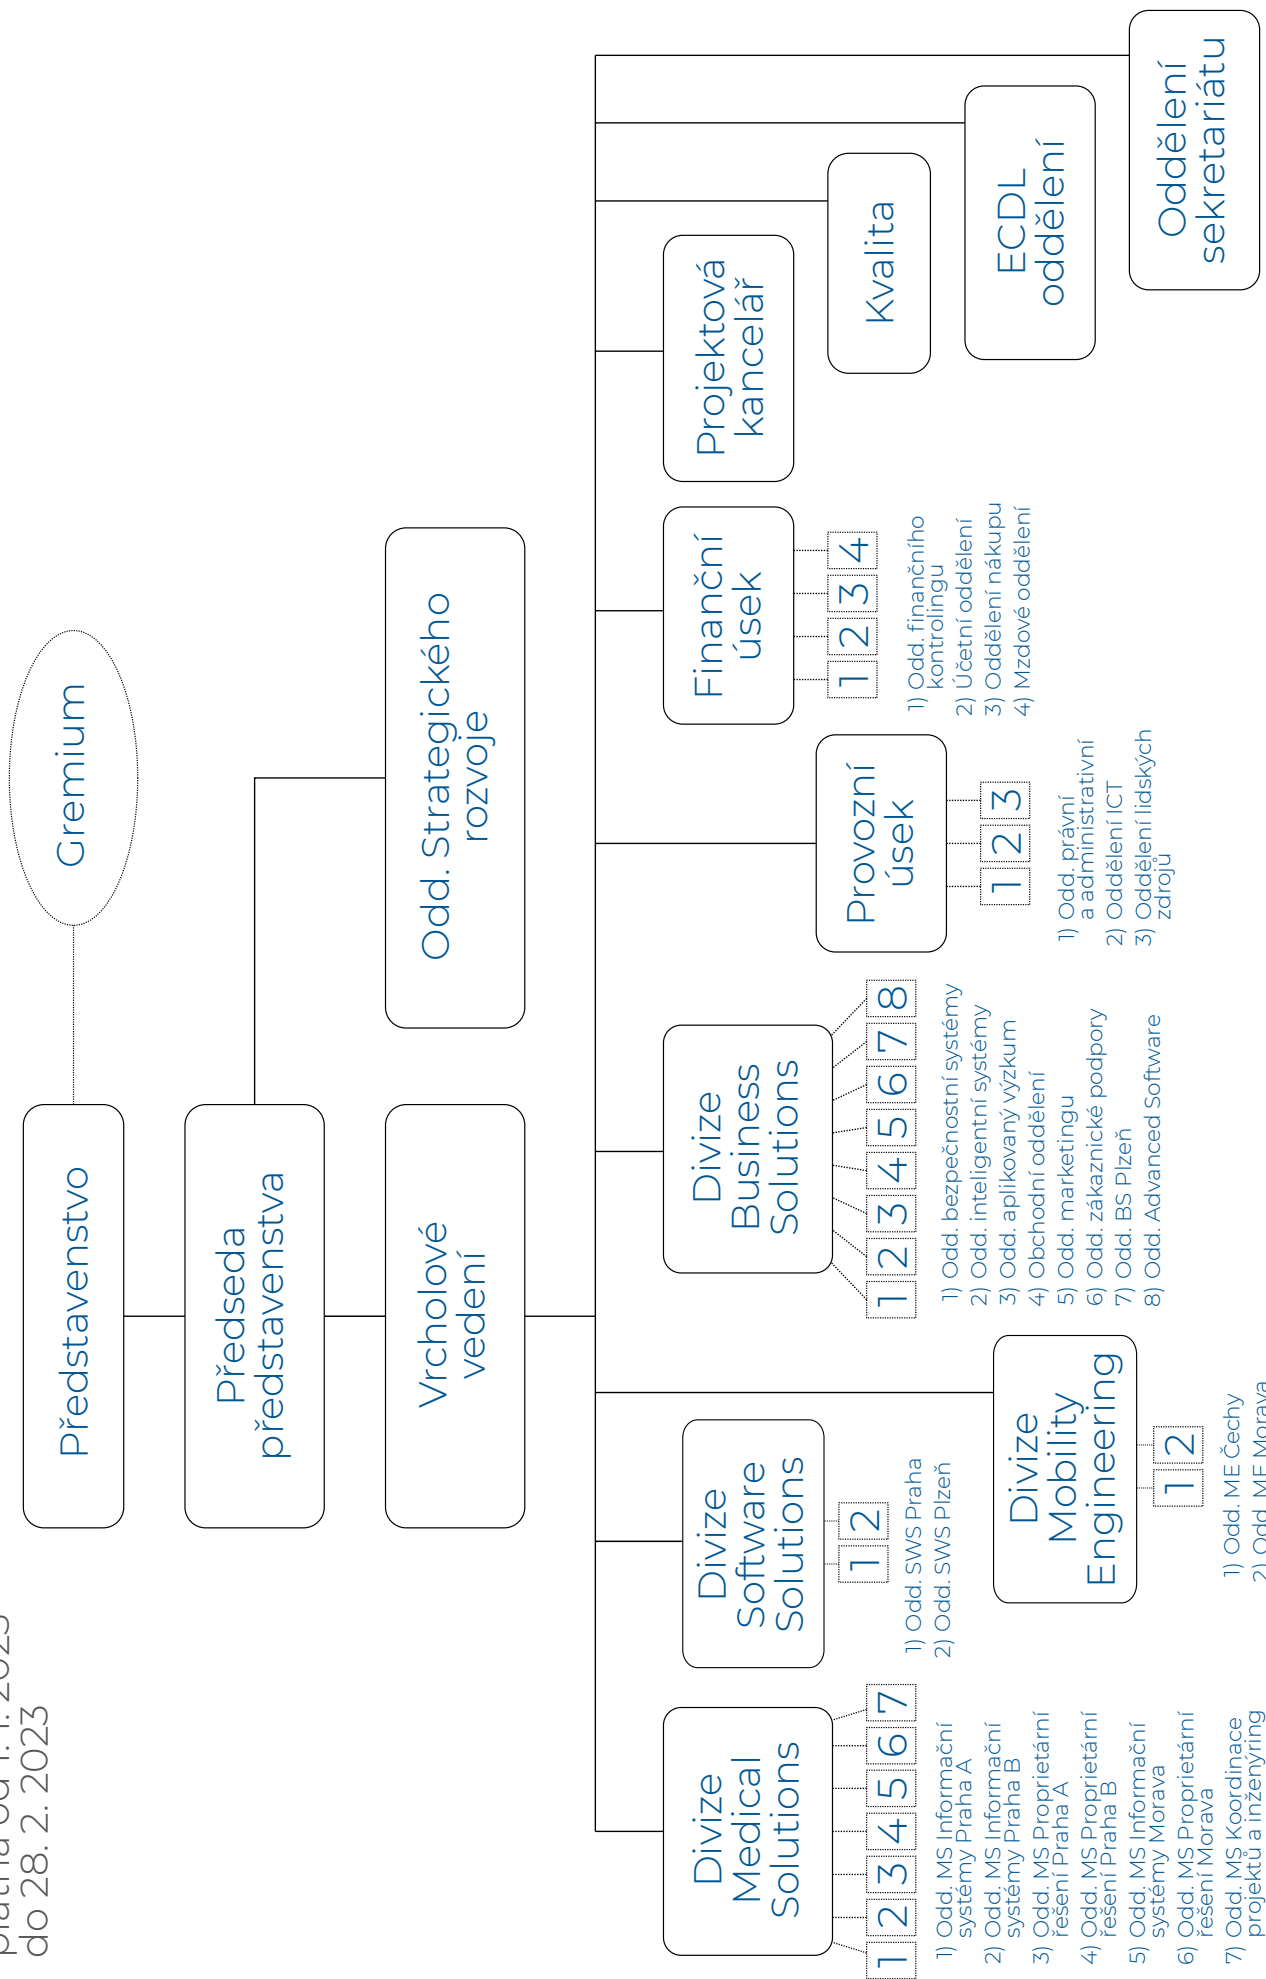 do 28. 2. 2023
Gremium
Představenstvo
Předseda
představenstva
Odd. Strategického
rozvoje
Vrcholové
vedení
Divize
Medical
Solutions
1 2 3 4 5 6 7
1) Odd. MS Informační
systémy Praha A
2) Odd. MS Informační
systémy Praha B
3) Odd. MS Proprietární
řešení Praha A
4) Odd. MS Proprietární
řešení Praha B
5) Odd. MS Informační
systémy Morava
6) Odd. MS Proprietární
řešení Morava
7) Odd. MS Koordinace
projektů a inženýring
Divize
Software
Solutions
1 2
1) Odd. SWS Praha
2) Odd. SWS Plzeň
Divize
Mobility
Engineering
1 2
1) Odd. ME Čechy
2) Odd. ME Morava
Divize
Business
Solutions
1 2 3 4 5 6 7 8
1) Odd. bezpečnostní systémy
2) Odd. inteligentní systémy
3) Odd. aplikovaný výzkum
4) Obchodní oddělení
5) Odd. marketingu
6) Odd. zákaznické podpory
7) Odd. BS Plzeň
8) Odd. Advanced Software
Provozní
úsek
1 2 3
1) Odd. právní
a administrativní
2) Oddělení ICT
3) Oddělení lidských
zdrojů
Finanční
úsek
1 2 3 4
1) Odd. finančního
kontrolingu
2) Účetní oddělení
3) Oddělení nákupu
4) Mzdové oddělení
Projektová
kancelář
Kvalita
ECDL
oddělení
Oddělení
sekretariátu